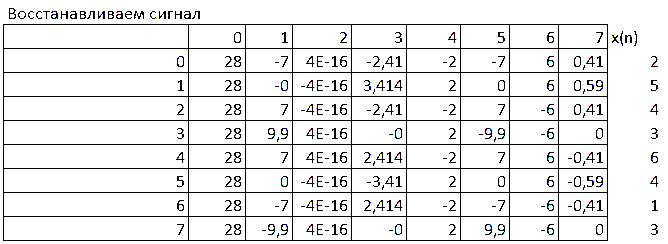 Восстанавливаем сигнал
0 1 2 3 4 5 6 7 x(n)
0 28 -7 4E-16 -2,41 -2 -7 6 0,41 2
1 28 -0 -4E-16 3,414 2 0 6 0,59 5
2 28 7 -4E-16 -2,41 -2 7 -6 0,41 4
3 28 9,9 4E-16 -0 2 -9,9 -6 0 3
4 28 7 4E-16 2,414 -2 7 6 -0,41 6
5 28 0 -4E-16 -3,41 2 0 6 -0,59 4
6 28 -7 -4E-16 2,414 -2 -7 -6 -0,41 1
7 28 -9,9 4E-16 -0 2 9,9 -6 0 3